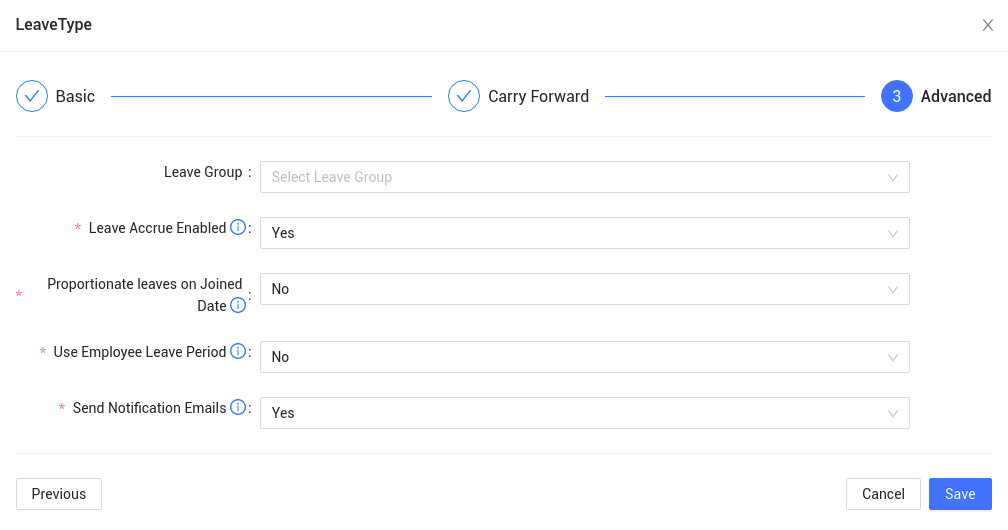 LeaveType
Basic
Carry Forward
3 Advanced
Leave Group :
Select Leave Group
* Leave Accrue Enabled :
Yes
* Proportionate leaves on Joined
Date :
No
* Use Employee Leave Period :
No
* Send Notification Emails :
Yes
Previous
Cancel
Save